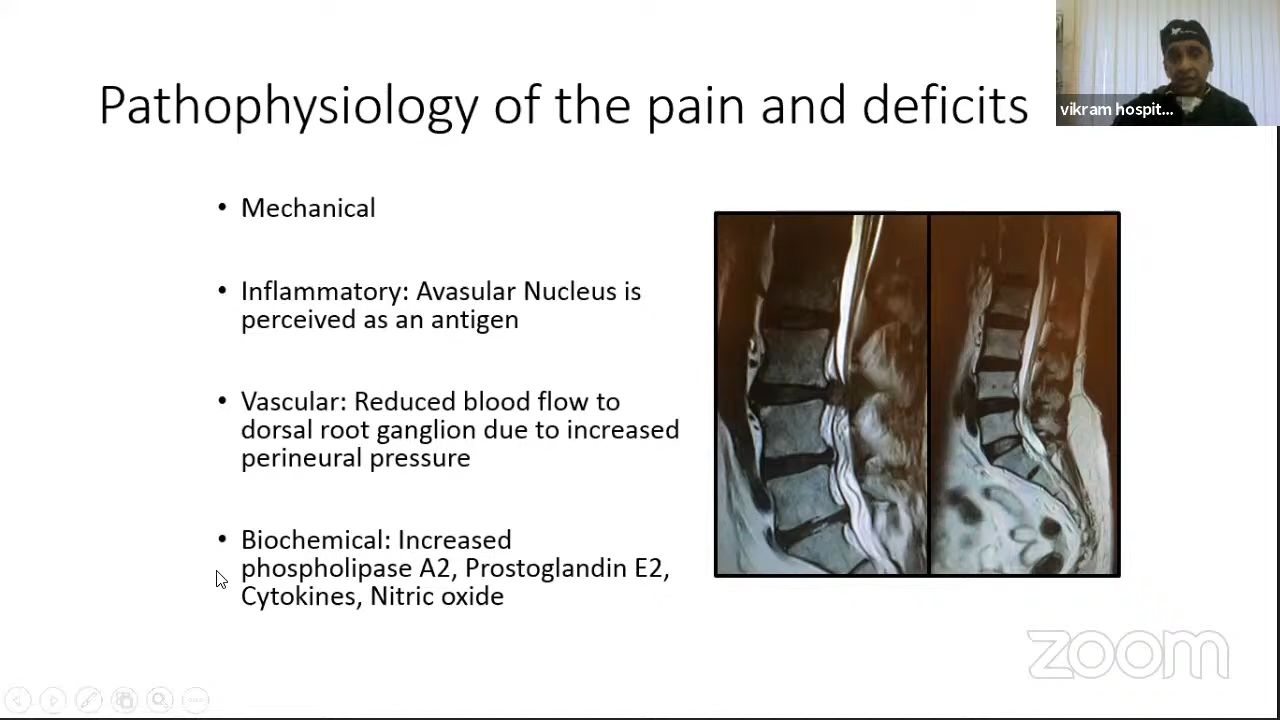 Pathophysiology of the pain and deficits
vikram hospit...
• Mechanical
• Inflammatory: Avasular Nucleus is
perceived as an antigen
• Vascular: Reduced blood flow to
dorsal root ganglion due to increased
perineural pressure
• Biochemical: Increased
phospholipase A2, Prostoglandin E2,
Cytokines, Nitric oxide
zoom